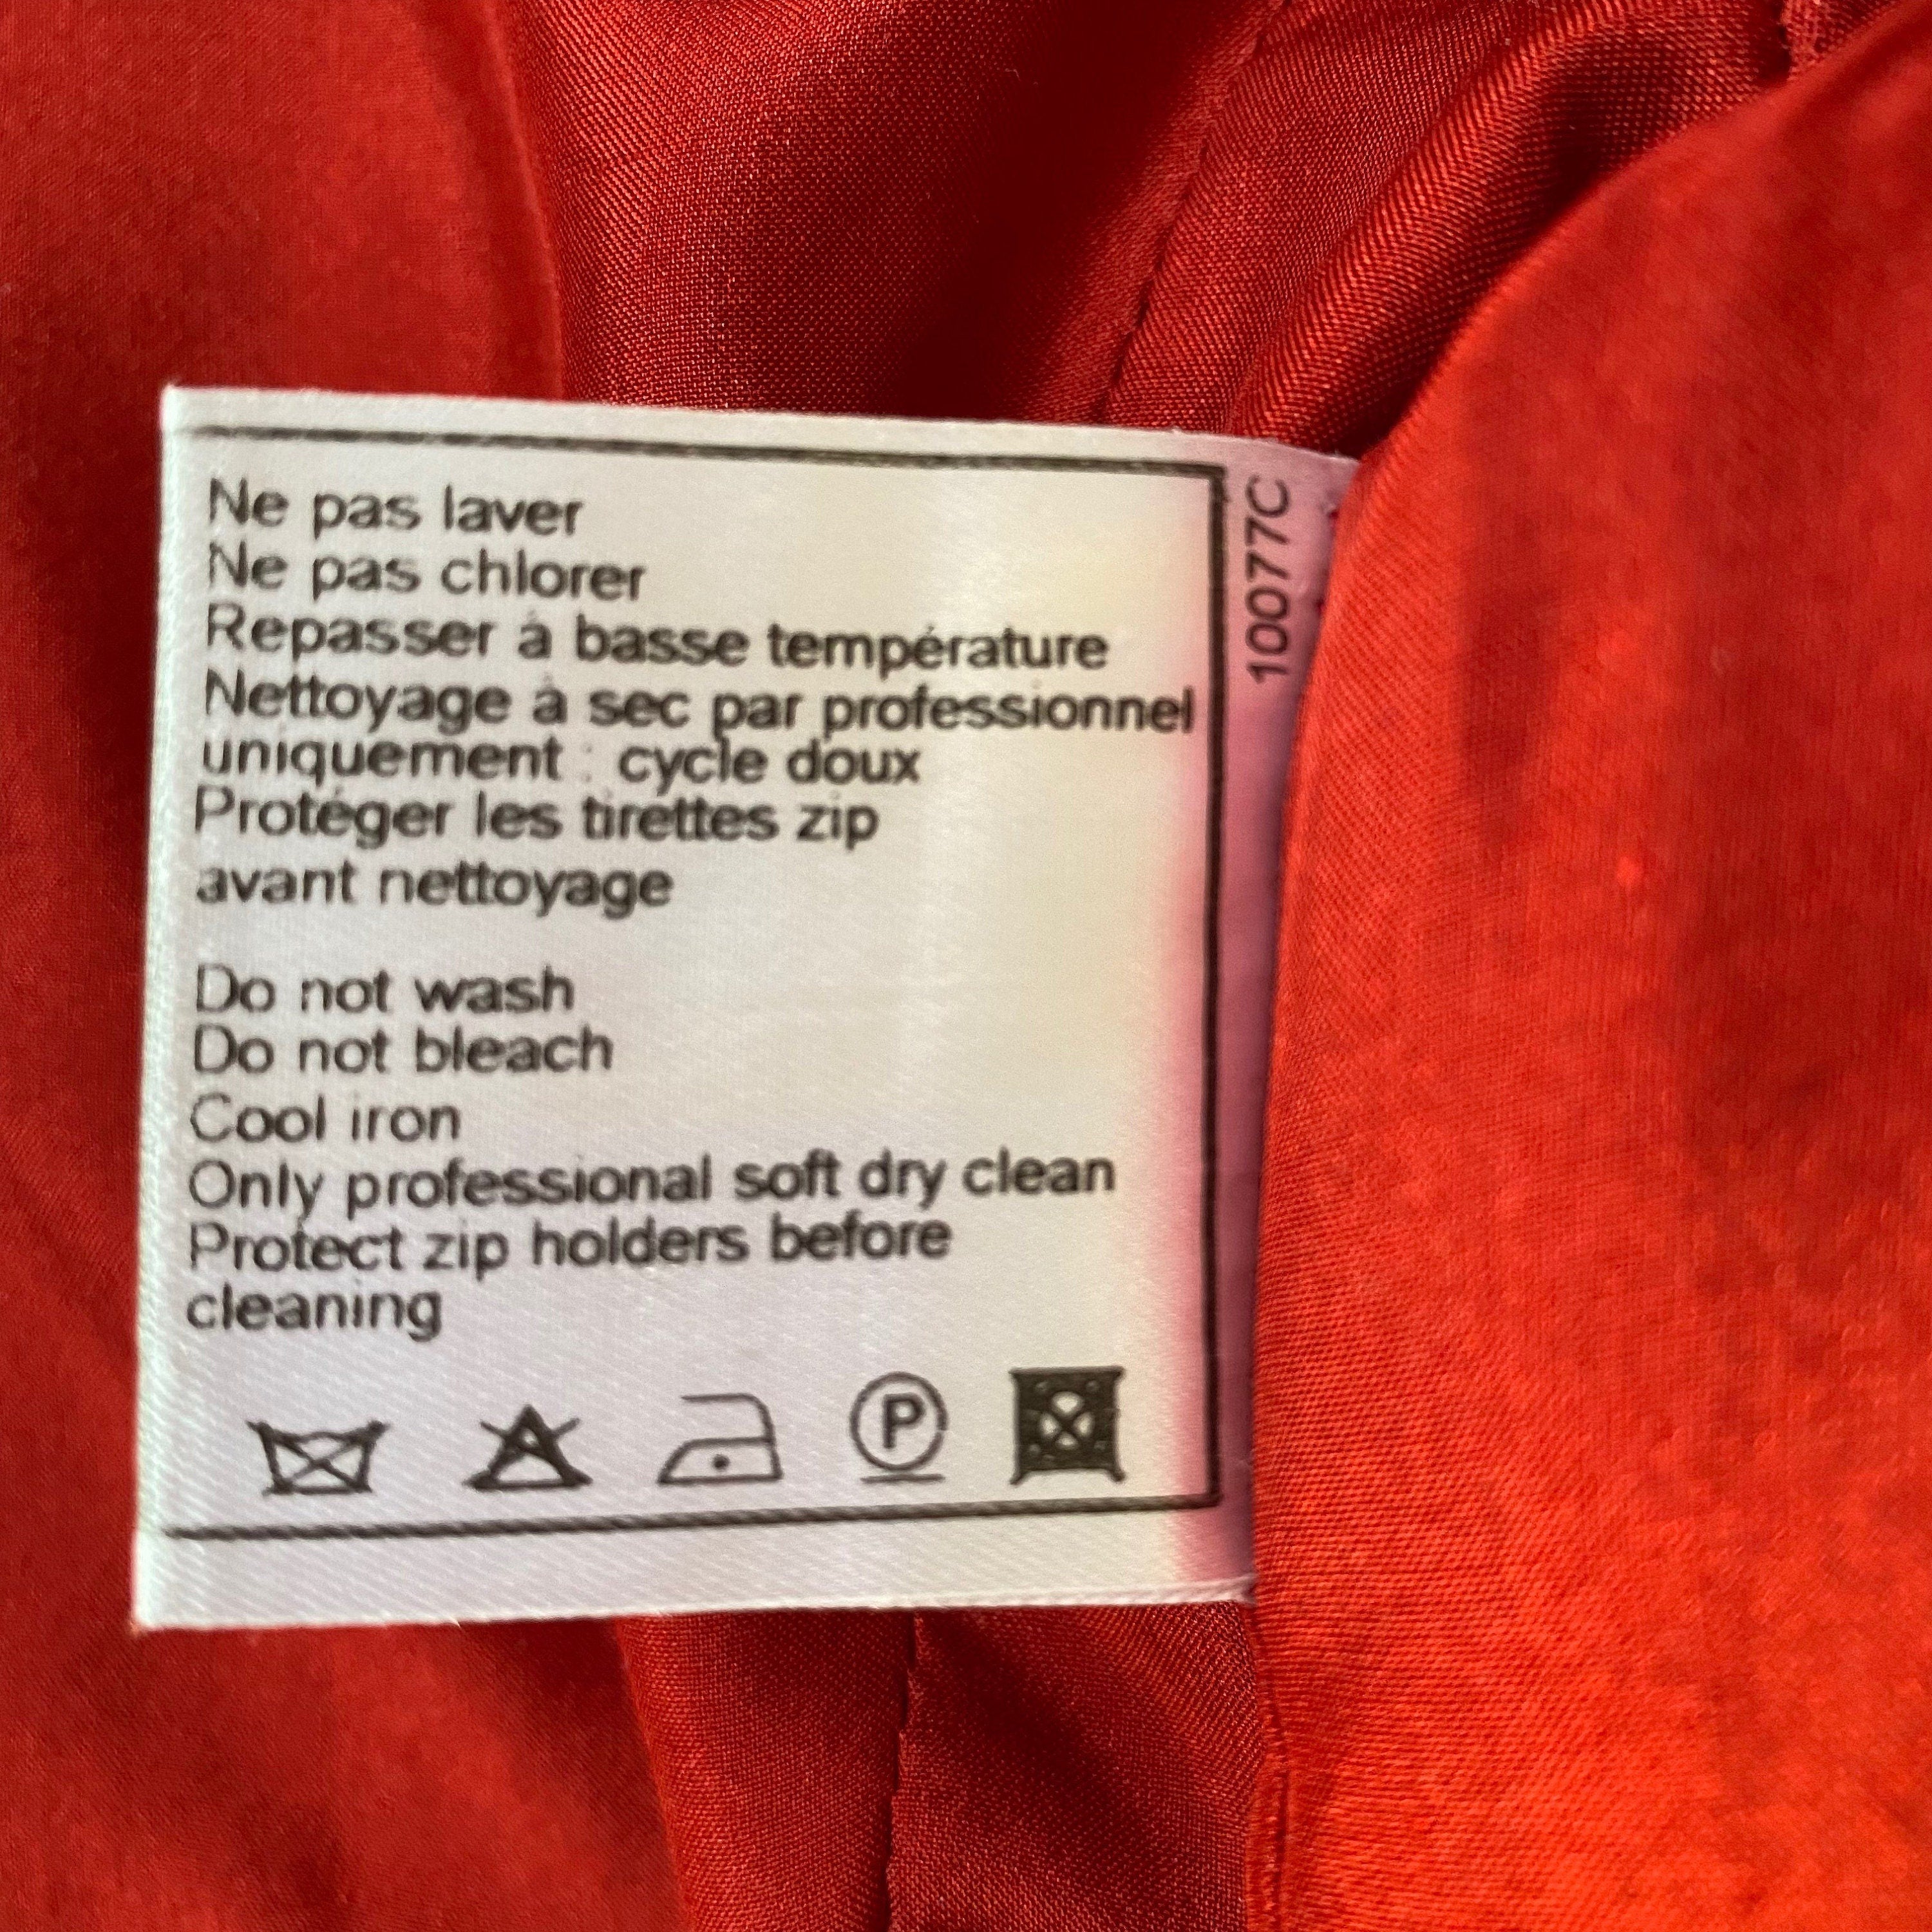 Ne pas laver
Ne pas chlorer
Repasser à basse température
Nettoyage à sec par professionnel
uniquement : cycle doux
Protéger les tirettes zip
avant nettoyage
Do not wash
Do not bleach
Cool iron
Only professional soft dry clean
Protect zip holders before
cleaning
P
10077C